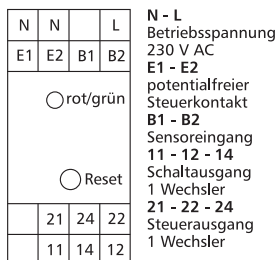 N N L
E1 E2 B1 B2
rot/grün
Reset
21 24 22
11 14 12
N - L
Betriebsspannung
230 V AC
E1 - E2
potentialfreier
Steuerkontakt
B1 - B2
Sensoreingang
11 - 12 - 14
Schaltausgang
1 Wechsler
21 - 22 - 24
Steuerausgang
1 Wechsler